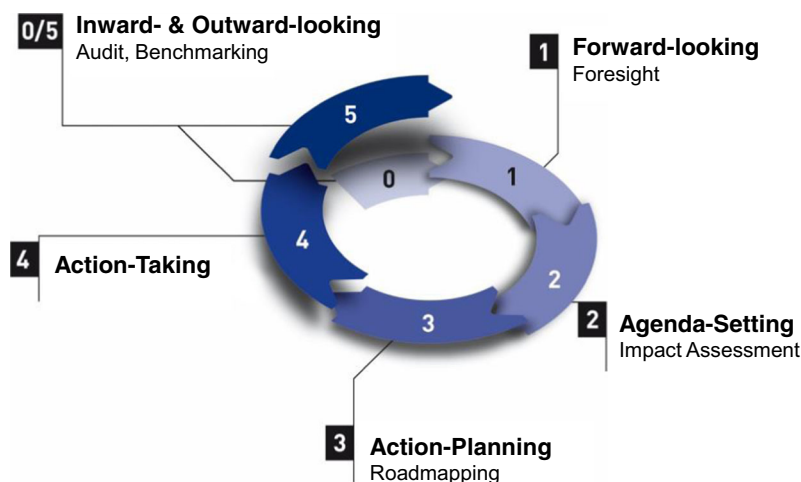 0/5
Inward- & Outward-looking
Audit, Benchmarking
1
Forward-looking
Foresight
5
0
1
4
Action-Taking
4
2
3
2
Agenda-Setting
Impact Assessment
3
Action-Planning
Roadmapping